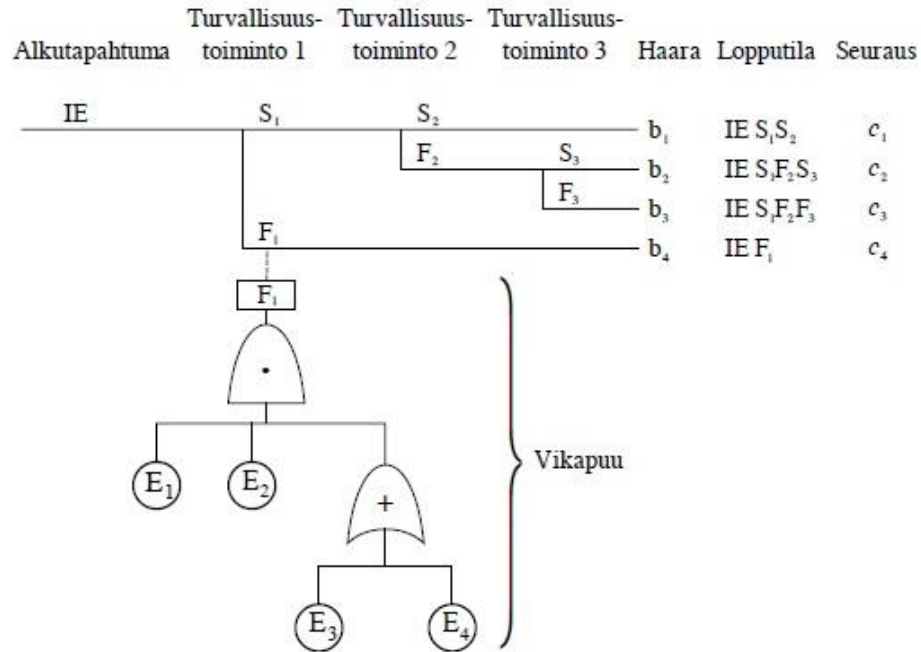 Turvallisuus- Turvallisuus- Turvallisuus-
Alkutapahtuma toiminto 1 toiminto 2 toiminto 3 Haara Lopputila Seuraus
IE S₁ S₂ b₁ IE S₁S₂ c₁
F₂ S₃ b₂ IE S₁F₂S₃ c₂
F₃ b₃ IE S₁F₂F₃ c₃
F₁ b₄ IE F₁ c₄
F₁
·
Vikapuu
E₁ E₂
+
E₃ E₄